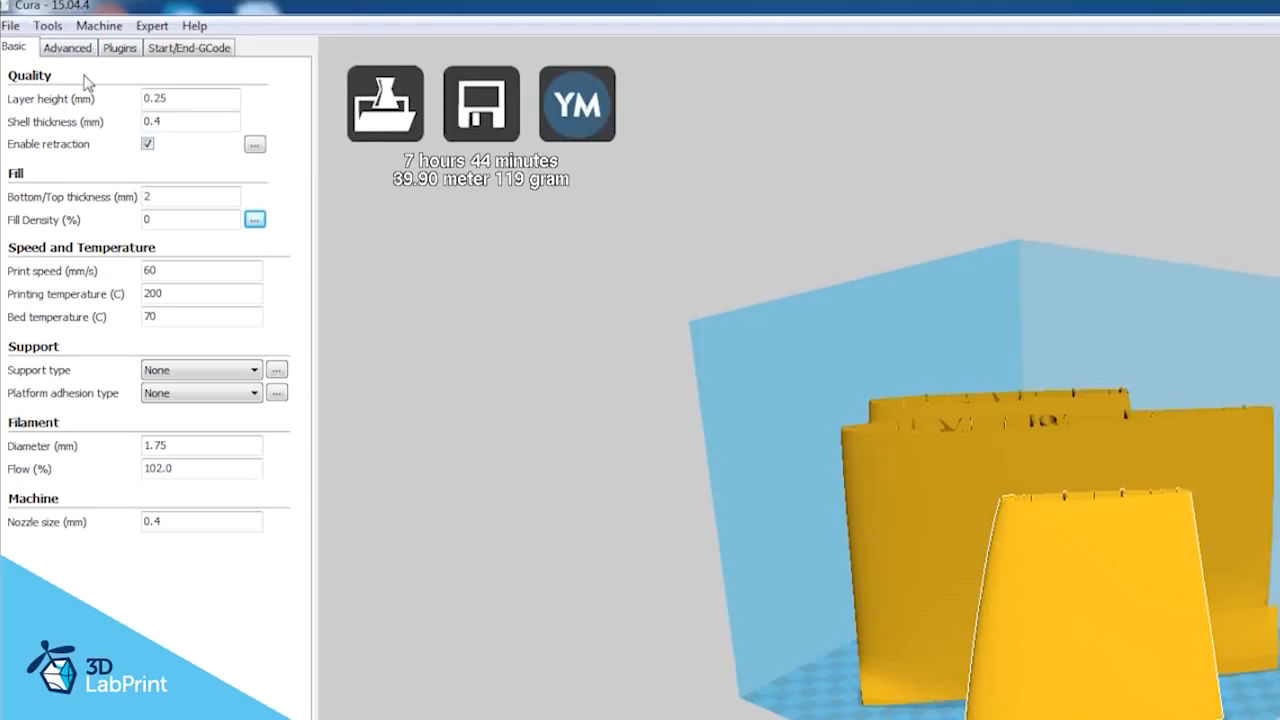 Cura - 15.04.4
File Tools Machine Expert Help
Basic Advanced Plugins Start/End-GCode
Quality
Layer height (mm) 0.25
Shell thickness (mm) 0.4
Enable retraction ...
Fill
Bottom/Top thickness (mm) 2
Fill Density (%) 0 ...
Speed and Temperature
Print speed (mm/s) 60
Printing temperature (C) 200
Bed temperature (C) 70
Support
Support type None ...
Platform adhesion type None ...
Filament
Diameter (mm) 1.75
Flow (%) 102.0
Machine
Nozzle size (mm) 0.4
YM
7 hours 44 minutes
39.90 meter 119 gram
3D
LabPrint